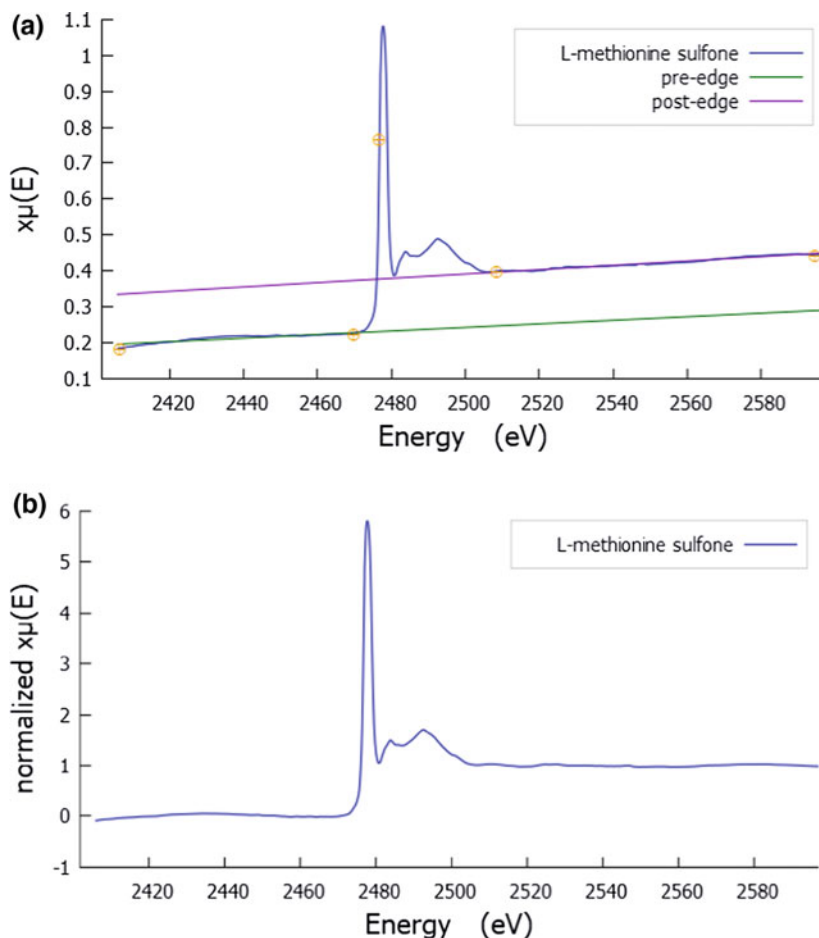 (a)
1.1
1
0.9
0.8
0.7
0.6
0.5
0.4
0.3
0.2
0.1
xμ(E)
L-methionine sulfone
pre-edge
post-edge
2420 2440 2460 2480 2500 2520 2540 2560 2580
Energy (eV)
(b)
6
5
4
3
2
1
0
-1
normalized xμ(E)
L-methionine sulfone
2420 2440 2460 2480 2500 2520 2540 2560 2580
Energy (eV)